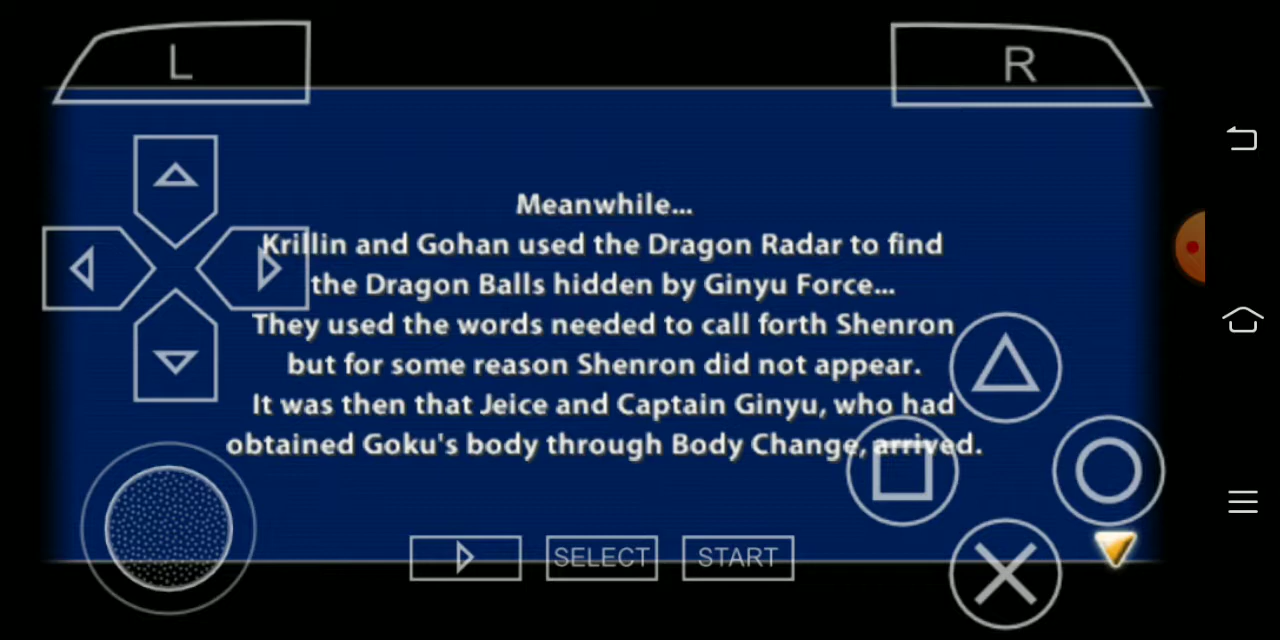 L
R
Meanwhile...
Krillin and Gohan used the Dragon Radar to find
the Dragon Balls hidden by Ginyu Force...
They used the words needed to call forth Shenron
but for some reason Shenron did not appear.
It was then that Jeice and Captain Ginyu, who had
obtained Goku's body through Body Change, arrived.
SELECT
START